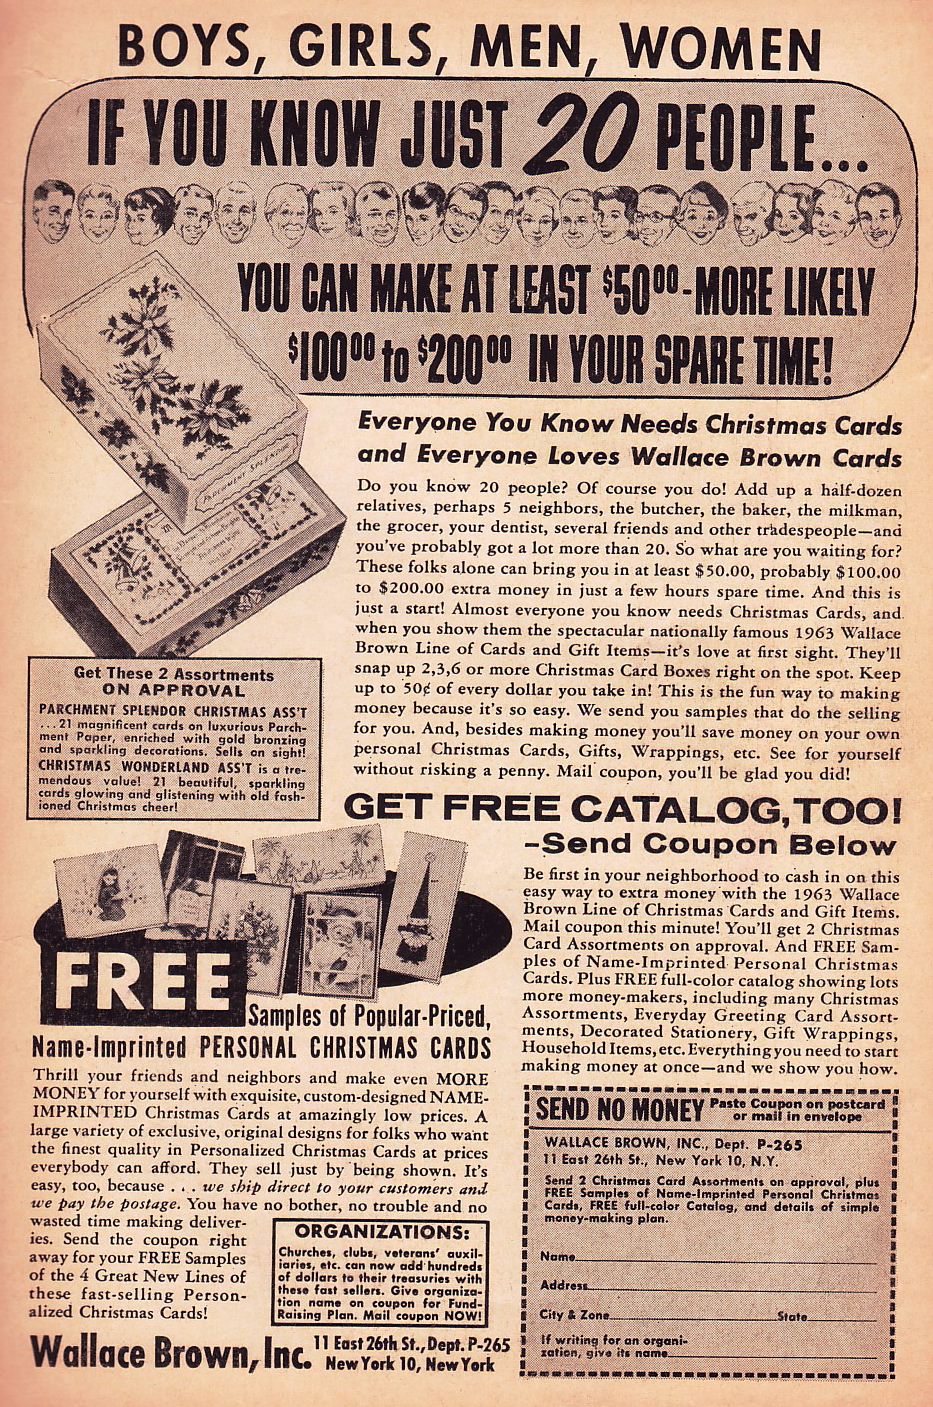 BOYS, GIRLS, MEN, WOMEN
IF YOU KNOW JUST 20 PEOPLE...
YOU CAN MAKE AT LEAST $50⁰⁰-MORE LIKELY
$100⁰⁰ to $200⁰⁰ IN YOUR SPARE TIME!
PARCHMENT SPLENDOR
Everyone You Know Needs Christmas Cards
and Everyone Loves Wallace Brown Cards
Do you know 20 people? Of course you do! Add up a half-dozen
relatives, perhaps 5 neighbors, the butcher, the baker, the milkman,
the grocer, your dentist, several friends and other tradespeople—and
you've probably got a lot more than 20. So what are you waiting for?
These folks alone can bring you in at least $50.00, probably $100.00
to $200.00 extra money in just a few hours spare time. And this is
just a start! Almost everyone you know needs Christmas Cards, and
when you show them the spectacular nationally famous 1963 Wallace
Brown Line of Cards and Gift Items—it's love at first sight. They'll
snap up 2,3,6 or more Christmas Card Boxes right on the spot. Keep
up to 50¢ of every dollar you take in! This is the fun way to making
money because it's so easy. We send you samples that do the selling
for you. And, besides making money you'll save money on your own
personal Christmas Cards, Gifts, Wrappings, etc. See for yourself
without risking a penny. Mail coupon, you'll be glad you did!
Get These 2 Assortments
ON APPROVAL
PARCHMENT SPLENDOR CHRISTMAS ASS'T
...21 magnificent cards on luxurious Parch-
ment Paper, enriched with gold bronzing
and sparkling decorations. Sells on sight!
CHRISTMAS WONDERLAND ASS'T is a tre-
mendous value! 21 beautiful, sparkling
cards glowing and glistening with old fash-
ioned Christmas cheer!
GET FREE CATALOG, TOO!
-Send Coupon Below
Be first in your neighborhood to cash in on this
easy way to extra money with the 1963 Wallace
Brown Line of Christmas Cards and Gift Items.
Mail coupon this minute! You'll get 2 Christmas
Card Assortments on approval. And FREE Sam-
ples of Name-Imprinted Personal Christmas
Cards. Plus FREE full-color catalog showing lots
more money-makers, including many Christmas
Assortments, Everyday Greeting Card Assort-
ments, Decorated Stationery, Gift Wrappings,
Household Items, etc. Everything you need to start
making money at once—and we show you how.
FREE
Samples of Popular-Priced,
Name-Imprinted PERSONAL CHRISTMAS CARDS
Thrill your friends and neighbors and make even MORE
MONEY for yourself with exquisite, custom-designed NAME-
IMPRINTED Christmas Cards at amazingly low prices. A
large variety of exclusive, original designs for folks who want
the finest quality in Personalized Christmas Cards at prices
everybody can afford. They sell just by being shown. It's
easy, too, because . . . we ship direct to your customers and
we pay the postage. You have no bother, no trouble and no
wasted time making deliver-
ies. Send the coupon right
away for your FREE Samples
of the 4 Great New Lines of
these fast-selling Person-
alized Christmas Cards!
ORGANIZATIONS:
Churches, clubs, veterans' auxil-
iaries, etc. can now add hundreds
of dollars to their treasuries with
these fast sellers. Give organiza-
tion name on coupon for Fund-
Raising Plan. Mail coupon NOW!
Wallace Brown, Inc. 11 East 26th St., Dept. P-265
New York 10, New York
SEND NO MONEY Paste Coupon on postcard
or mail in envelope
WALLACE BROWN, INC., Dept. P-265
11 East 26th St., New York 10, N.Y.
Send 2 Christmas Card Assortments on approval, plus
FREE Samples of Name-Imprinted Personal Christmas
Cards, FREE full-color Catalog, and details of simple
money-making plan.
Name
Address
City & Zone State
If writing for an organi-
zation, give its name